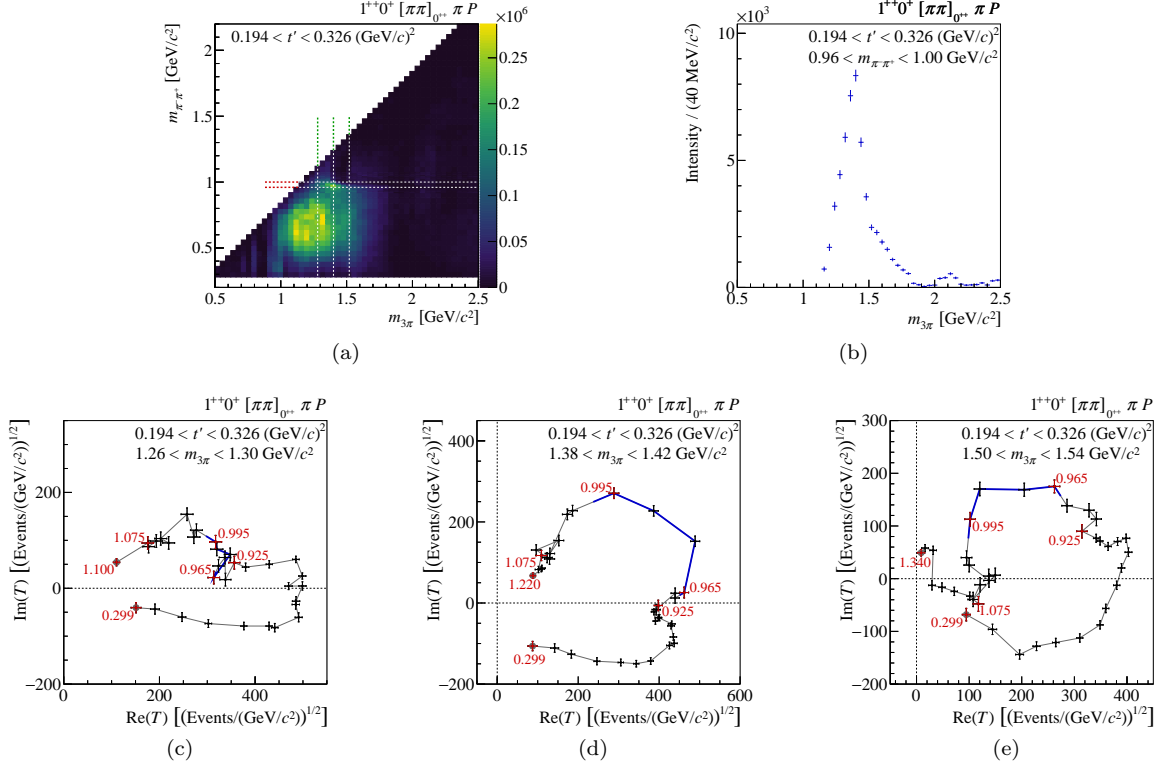 1⁺⁺0⁺ [ππ]₀₊₊ π P
×10⁶
0.194 < t′ < 0.326 (GeV/c)²
m_π⁻π⁺ [GeV/c²]
2
1.5
1
0.5
0.25
0.2
0.15
0.1
0.05
0
0.5 1 1.5 2 2.5
m_3π [GeV/c²]
(a)
1⁺⁺0⁺ [ππ]₀₊₊ π P
×10³
0.194 < t′ < 0.326 (GeV/c)²
0.96 < m_π⁻π⁺ < 1.00 GeV/c²
Intensity / (40 MeV/c²)
10
5
0
0.5 1 1.5 2 2.5
m_3π [GeV/c²]
(b)
1⁺⁺0⁺ [ππ]₀₊₊ π P
0.194 < t′ < 0.326 (GeV/c)²
1.26 < m_3π < 1.30 GeV/c²
Im(T) [(Events/(GeV/c²))^1/2]
200
0
−200
1.075
0.995
1.100
0.925
0.965
0.299
0 200 400
Re(T) [(Events/(GeV/c²))^1/2]
(c)
1⁺⁺0⁺ [ππ]₀₊₊ π P
0.194 < t′ < 0.326 (GeV/c)²
1.38 < m_3π < 1.42 GeV/c²
Im(T) [(Events/(GeV/c²))^1/2]
400
200
0
−200
0.995
1.075
1.220
0.965
0.925
0.299
0 200 400 600
Re(T) [(Events/(GeV/c²))^1/2]
(d)
1⁺⁺0⁺ [ππ]₀₊₊ π P
0.194 < t′ < 0.326 (GeV/c)²
1.50 < m_3π < 1.54 GeV/c²
Im(T) [(Events/(GeV/c²))^1/2]
300
200
100
0
−100
−200
0.965
0.995
0.925
1.340
1.075
0.299
0 100 200 300 400
Re(T) [(Events/(GeV/c²))^1/2]
(e)